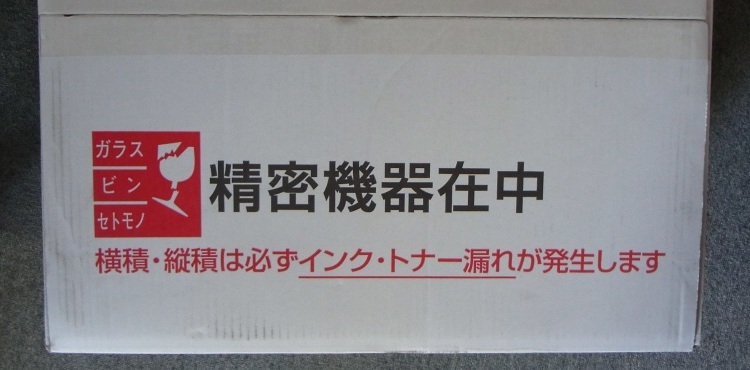 ガラス
ビン
セトモノ
精密機器在中
横積・縦積は必ずインク・トナー漏れが発生します